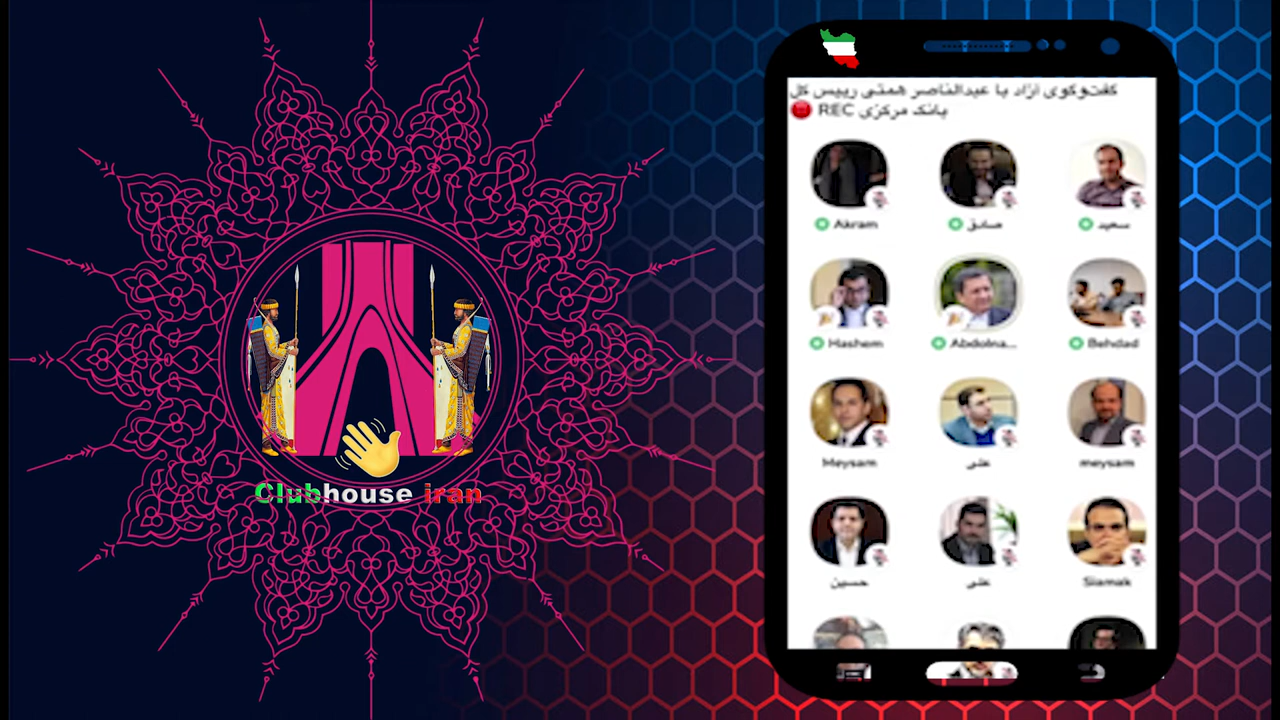 Clubhouse iran
گفت‌وگوی آزاد با عبدالناصر همتی رییس کل
بانک مرکزی REC
Akram
صادق
سعید
Hashem
Abdolna...
Behdad
Meysam
علی
meysam
حسین
علی
Siamak